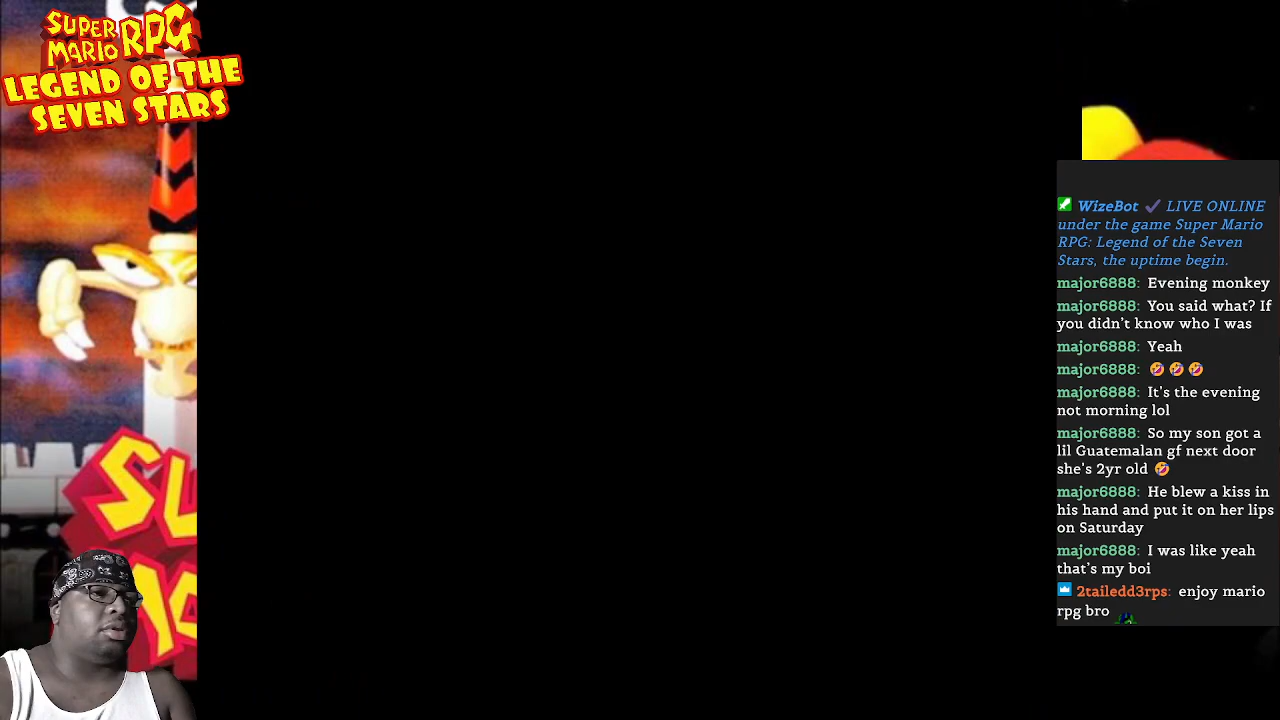 SUPER
MARIO RPG
LEGEND OF THE
SEVEN STARS
WizeBot ✔ LIVE ONLINE
under the game Super Mario
RPG: Legend of the Seven
Stars, the uptime begin.
major6888: Evening monkey
major6888: You said what? If
you didn't know who I was
major6888: Yeah
major6888: 🤣 🤣 🤣
major6888: It's the evening
not morning lol
major6888: So my son got a
lil Guatemalan gf next door
she's 2yr old 🤣
major6888: He blew a kiss in
his hand and put it on her lips
on Saturday
major6888: I was like yeah
that's my boi
2tailedd3rps: enjoy mario
rpg bro
SU